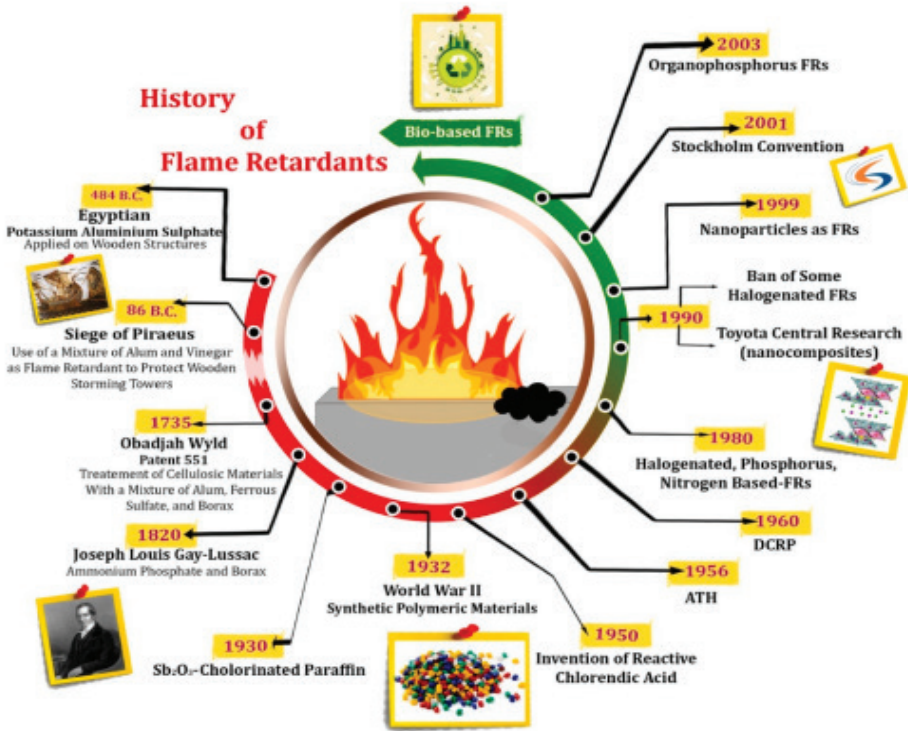 History
of
Flame Retardants
Bio-based FRs
484 B.C.
Egyptian
Potassium Aluminium Sulphate
Applied on Wooden Structures
86 B.C.
Siege of Piraeus
Use of a Mixture of Alum and Vinegar
as Flame Retardant to Protect Wooden
Storming Towers
1735
Obadjah Wyld
Patent 551
Treatement of Cellulosic Materials
With a Mixture of Alum, Ferrous
Sulfate, and Borax
1820
Joseph Louis Gay-Lussac
Ammonium Phosphate and Borax
1930
Sb₂O₃-Cholorinated Paraffin
1932
World War II
Synthetic Polymeric Materials
1950
Invention of Reactive
Chlorendic Acid
1956
ATH
1960
DCRP
1980
Halogenated, Phosphorus,
Nitrogen Based-FRs
1990
Ban of Some
Halogenated FRs
Toyota Central Research
(nanocomposites)
1999
Nanoparticles as FRs
2001
Stockholm Convention
2003
Organophosphorus FRs